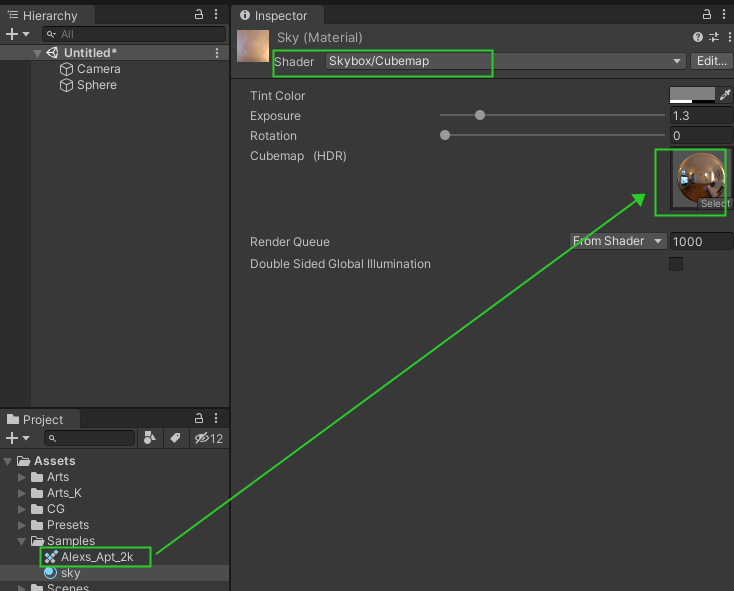 Hierarchy
All
Untitled*
Camera
Sphere
Inspector
Sky (Material)
Shader
Skybox/Cubemap
Edit...
Tint Color
Exposure
1.3
Rotation
0
Cubemap (HDR)
Select
Render Queue
From Shader
1000
Double Sided Global Illumination
Project
12
Assets
Arts
Arts_K
CG
Presets
Samples
Alexs_Apt_2k
sky
Scenes